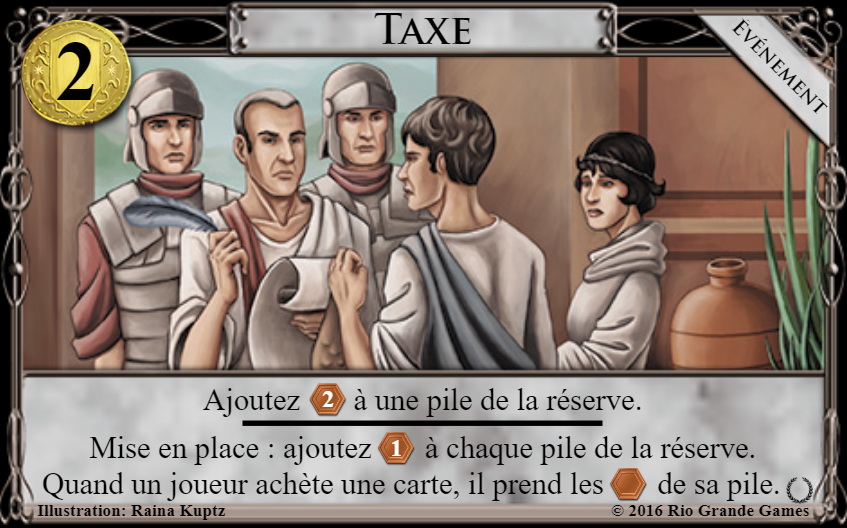 TAXE
2
ÉVÉNEMENT
Ajoutez 2 à une pile de la réserve.
Mise en place : ajoutez 1 à chaque pile de la réserve.
Quand un joueur achète une carte, il prend les de sa pile.
Illustration: Raina Kuptz
© 2016 Rio Grande Games